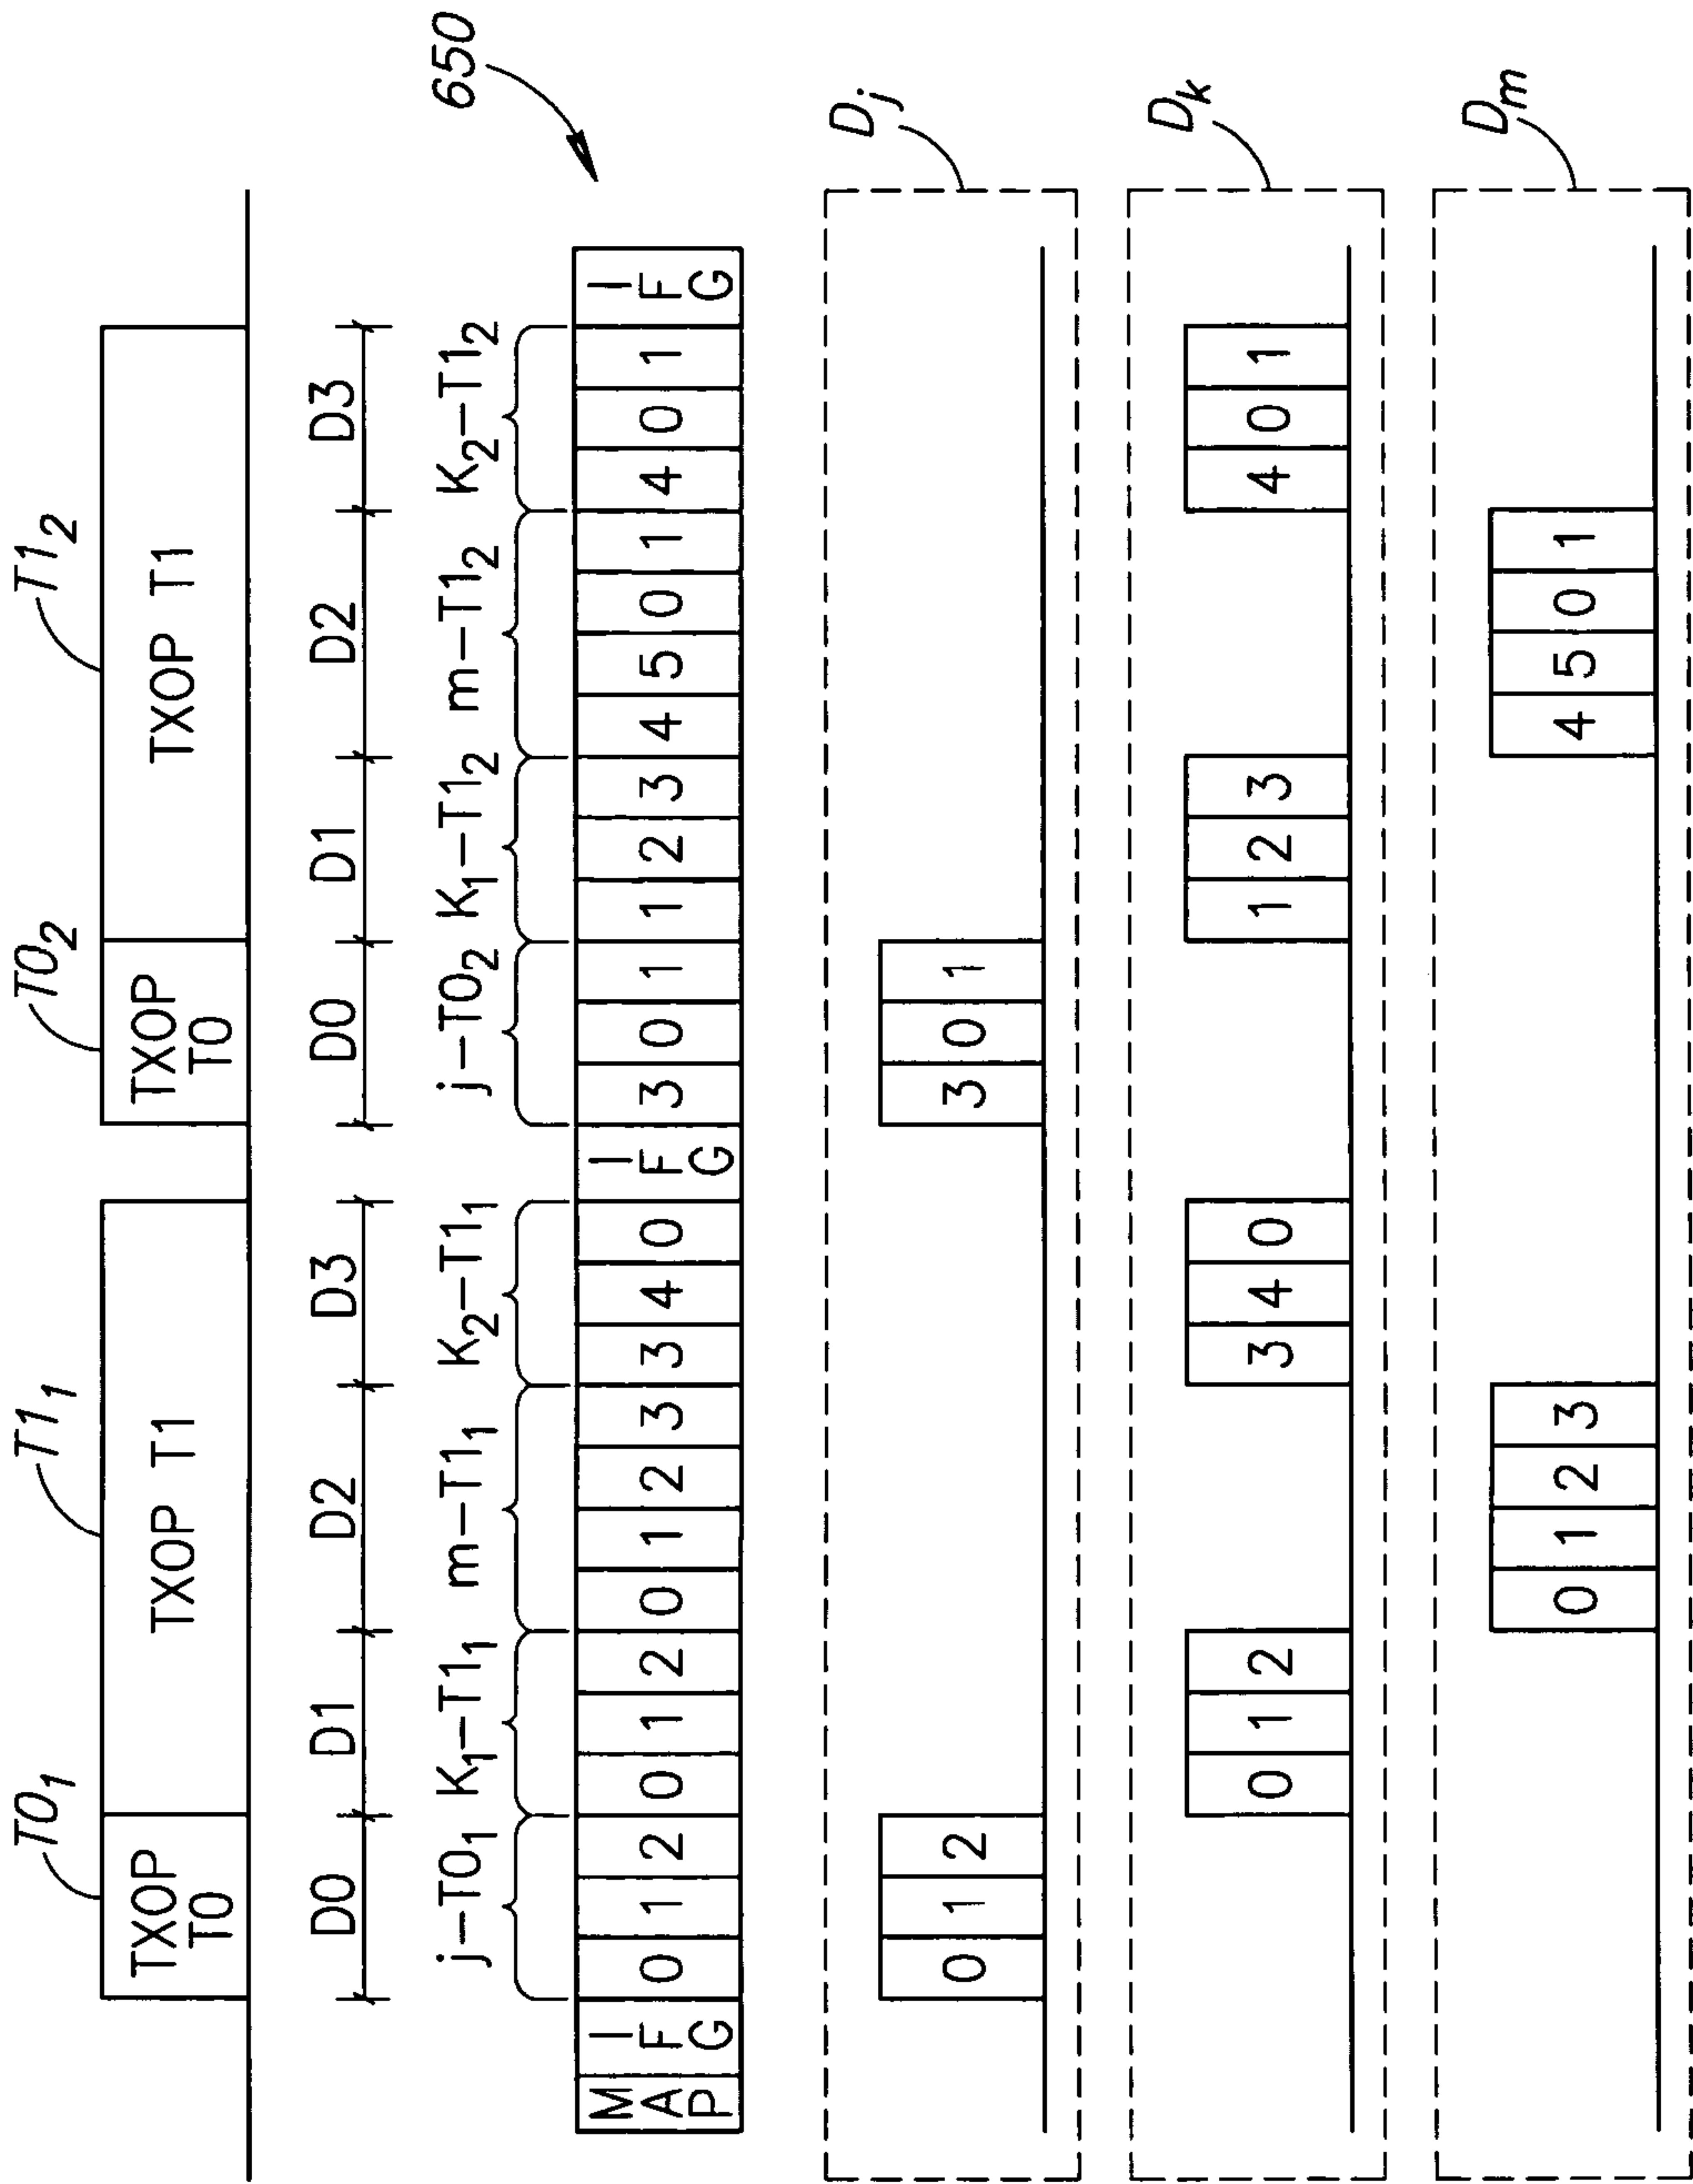 T0₁ T1₁ T0₂ T1₂
TXOP T0 TXOP T1 TXOP T0 TXOP T1
D0 D1 D2 D3 D0 D1 D2 D3
650
j-T0₁ K₁-T1₁ m-T1₁ K₂-T1₁ j-T0₂ K₁-T1₂ m-T1₂ K₂-T1₂
MAP IFG 0 1 2 0 1 2 0 1 2 3 3 4 0 IFG 3 0 1 1 2 3 4 5 0 1 4 0 1 IFG
Dj
0 1 2 3 0 1
Dk
0 1 2 3 4 0 1 2 3 4 0 1
Dm
0 1 2 3 4 5 0 1